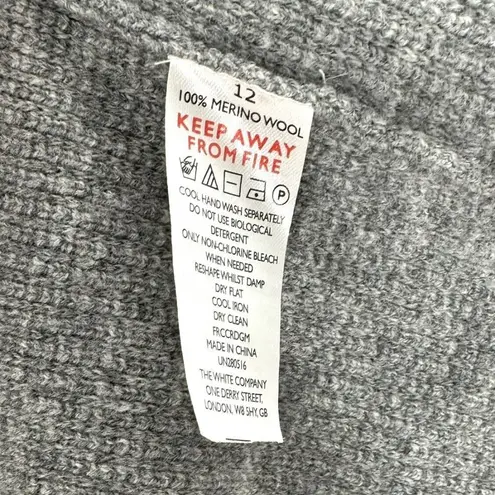 12
100% MERINO WOOL
KEEP AWAY
FROM FIRE
P
COOL HAND WASH SEPARATELY
DO NOT USE BIOLOGICAL
DETERGENT
ONLY NON-CHLORINE BLEACH
WHEN NEEDED
RESHAPE WHILST DAMP
DRY FLAT
COOL IRON
DRY CLEAN
FRCCRDGM
MADE IN CHINA
UN280516
THE WHITE COMPANY
ONE DERRY STREET,
LONDON, W8 5HY, GB